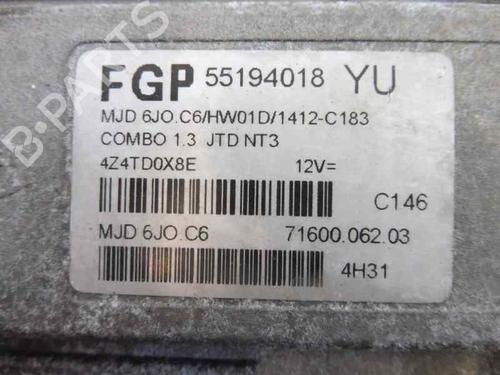 B-PARTS
FGP 55194018 YU
MJD 6JO.C6/HW01D/1412-C183
COMBO 1.3 JTD NT3
4Z4TD0X8E 12V=
C146
MJD 6JO.C6 71600.062.03
4H31